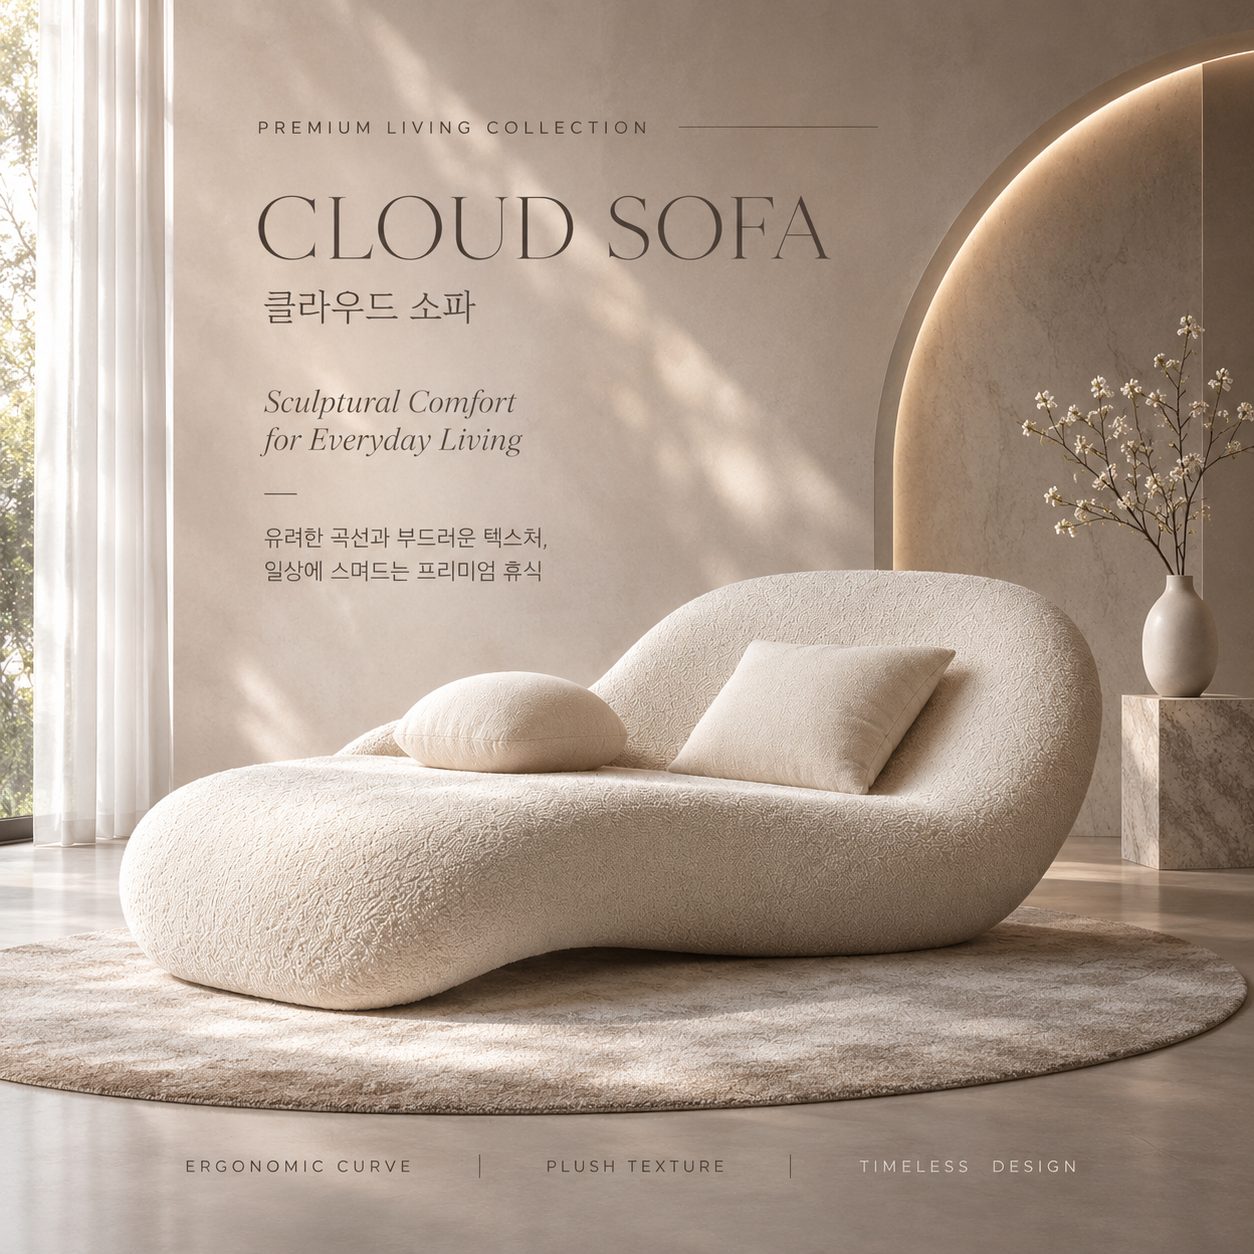 PREMIUM LIVING COLLECTION
CLOUD SOFA
클라우드 소파
Sculptural Comfort
for Everyday Living
유려한 곡선과 부드러운 텍스처,
일상에 스며드는 프리미엄 휴식
ERGONOMIC CURVE
PLUSH TEXTURE
TIMELESS DESIGN